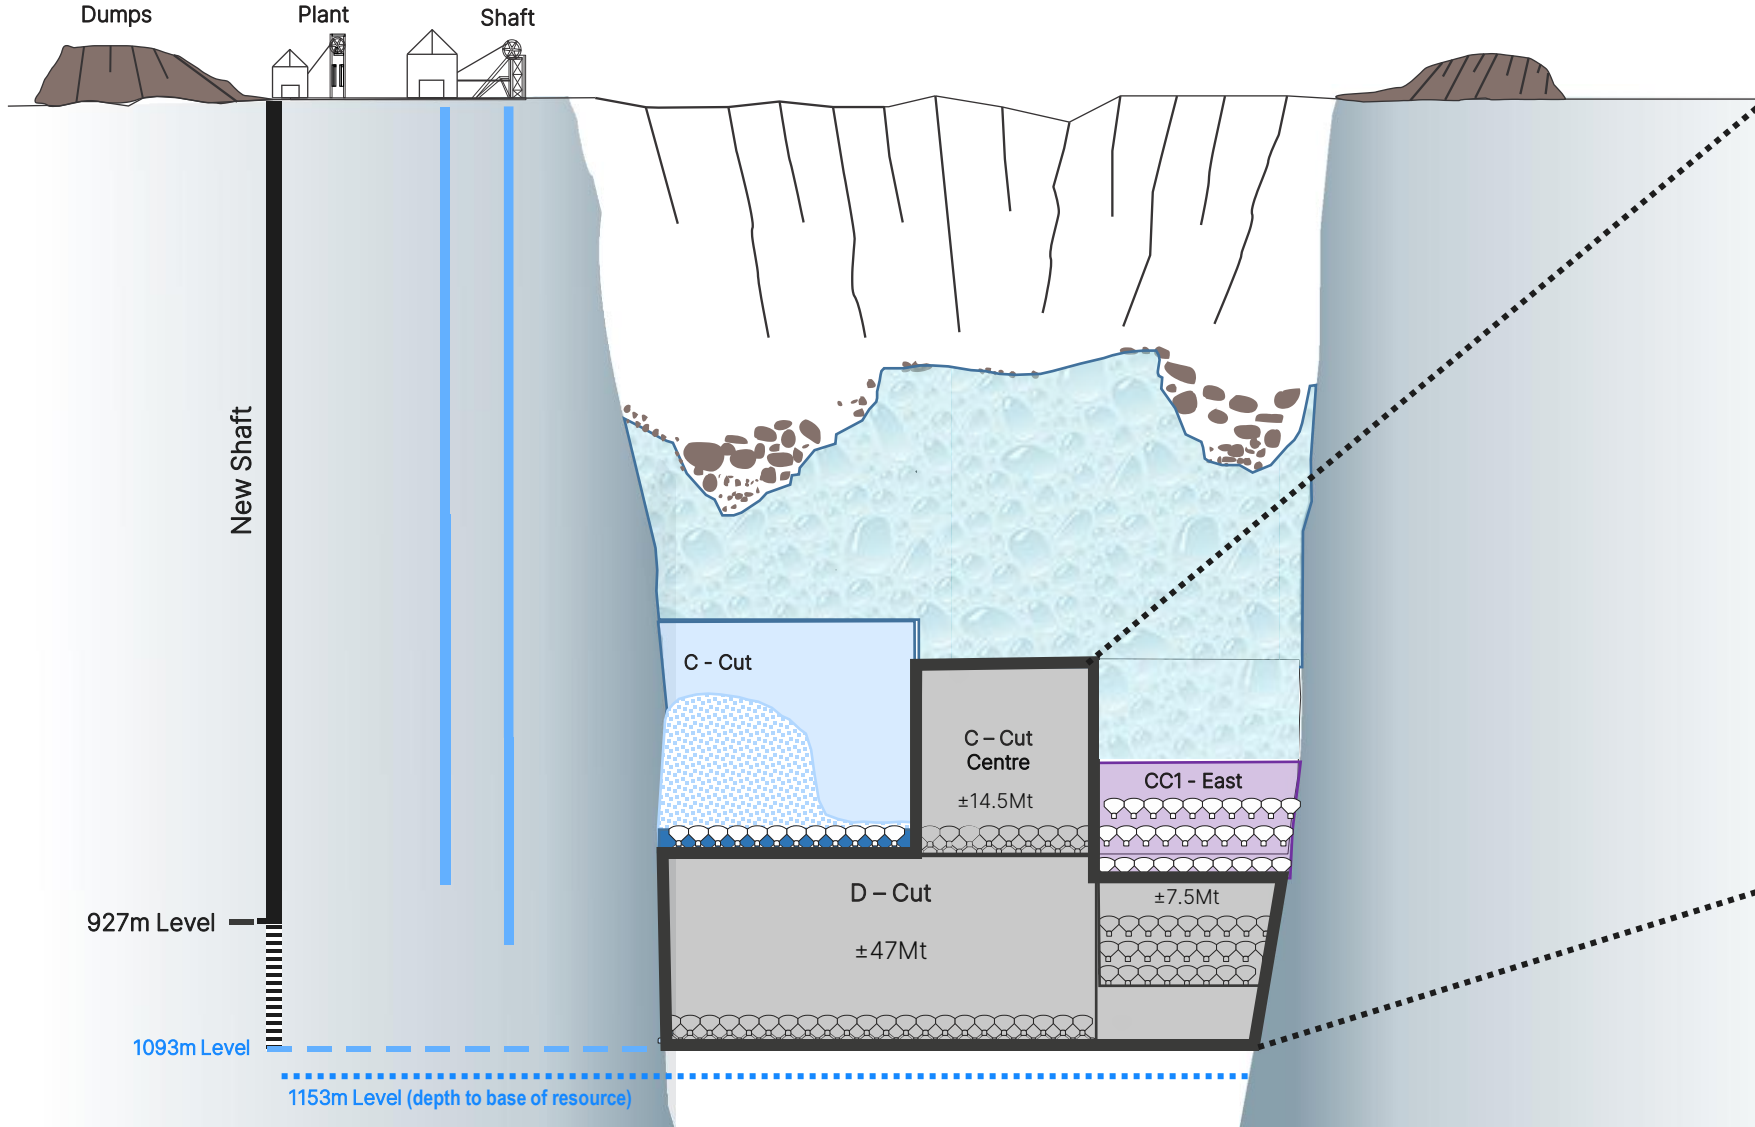 Dumps
Plant
Shaft
New Shaft
C - Cut
C – Cut
Centre
±14.5Mt
CC1 - East
D – Cut
±7.5Mt
±47Mt
927m Level
1093m Level
1153m Level (depth to base of resource)